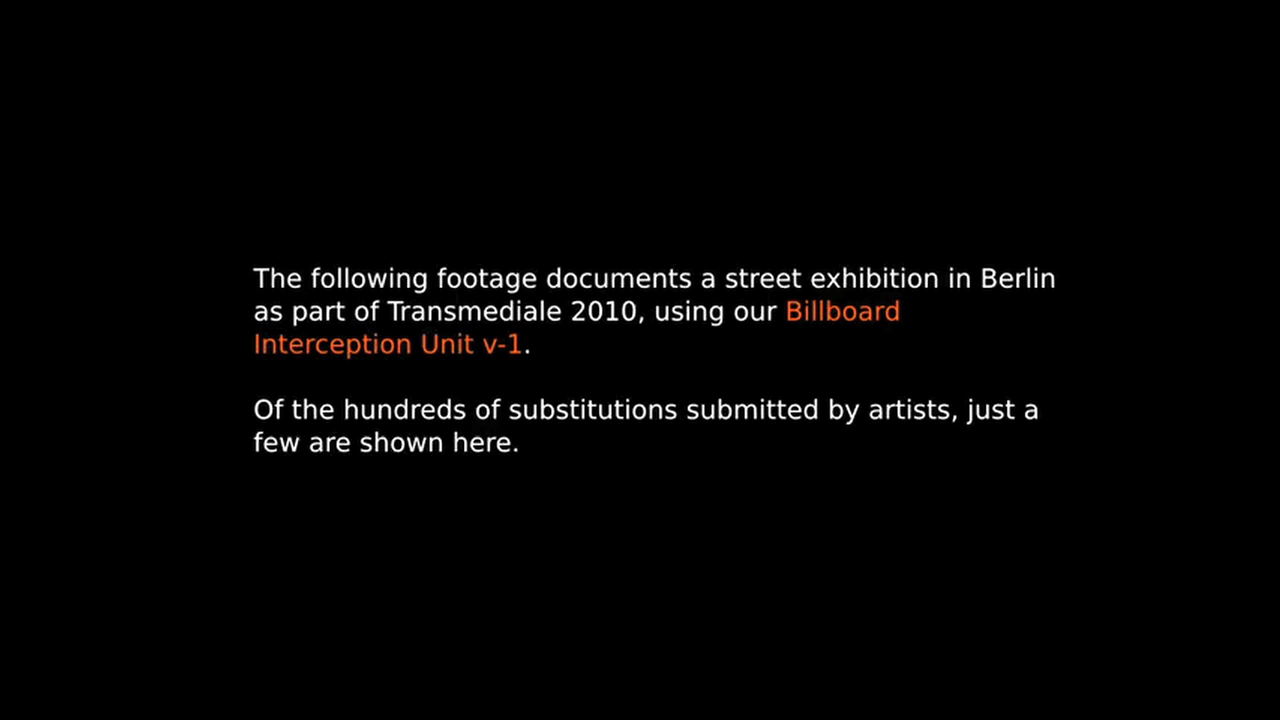 The following footage documents a street exhibition in Berlin
as part of Transmediale 2010, using our Billboard
Interception Unit v-1.
Of the hundreds of substitutions submitted by artists, just a
few are shown here.